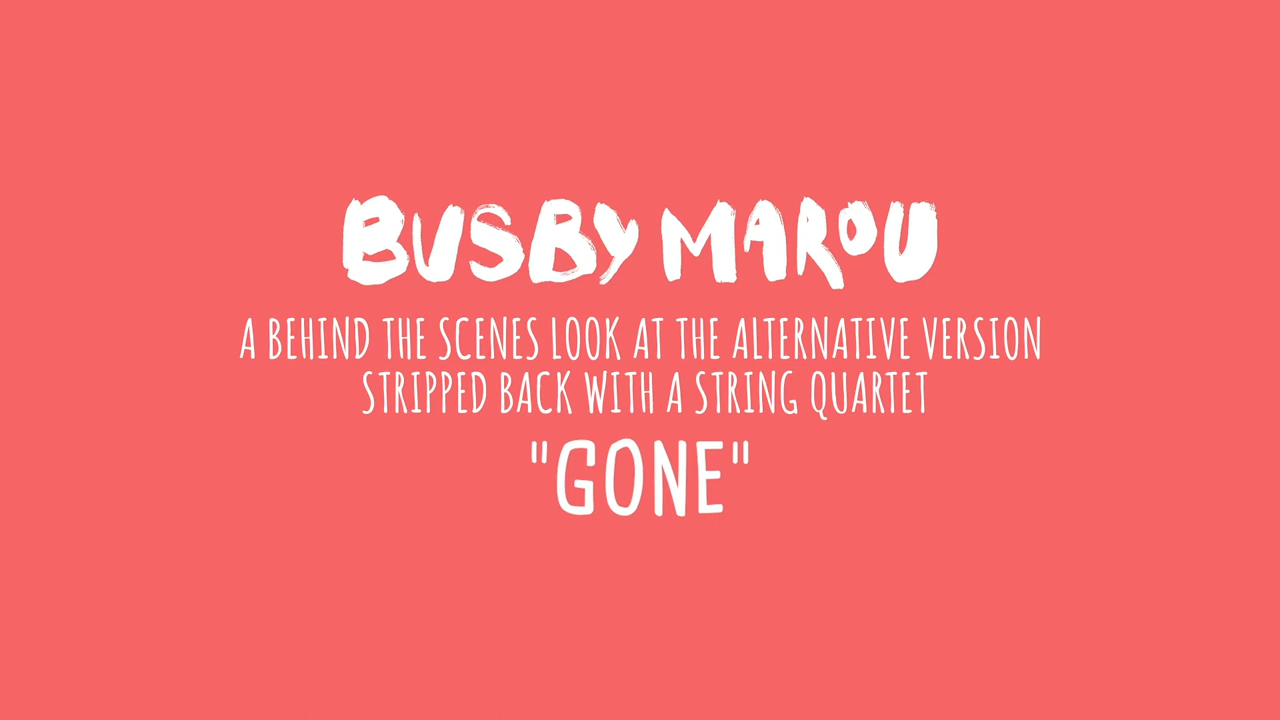 BUSBY MAROU
A BEHIND THE SCENES LOOK AT THE ALTERNATIVE VERSION
STRIPPED BACK WITH A STRING QUARTET
"GONE"